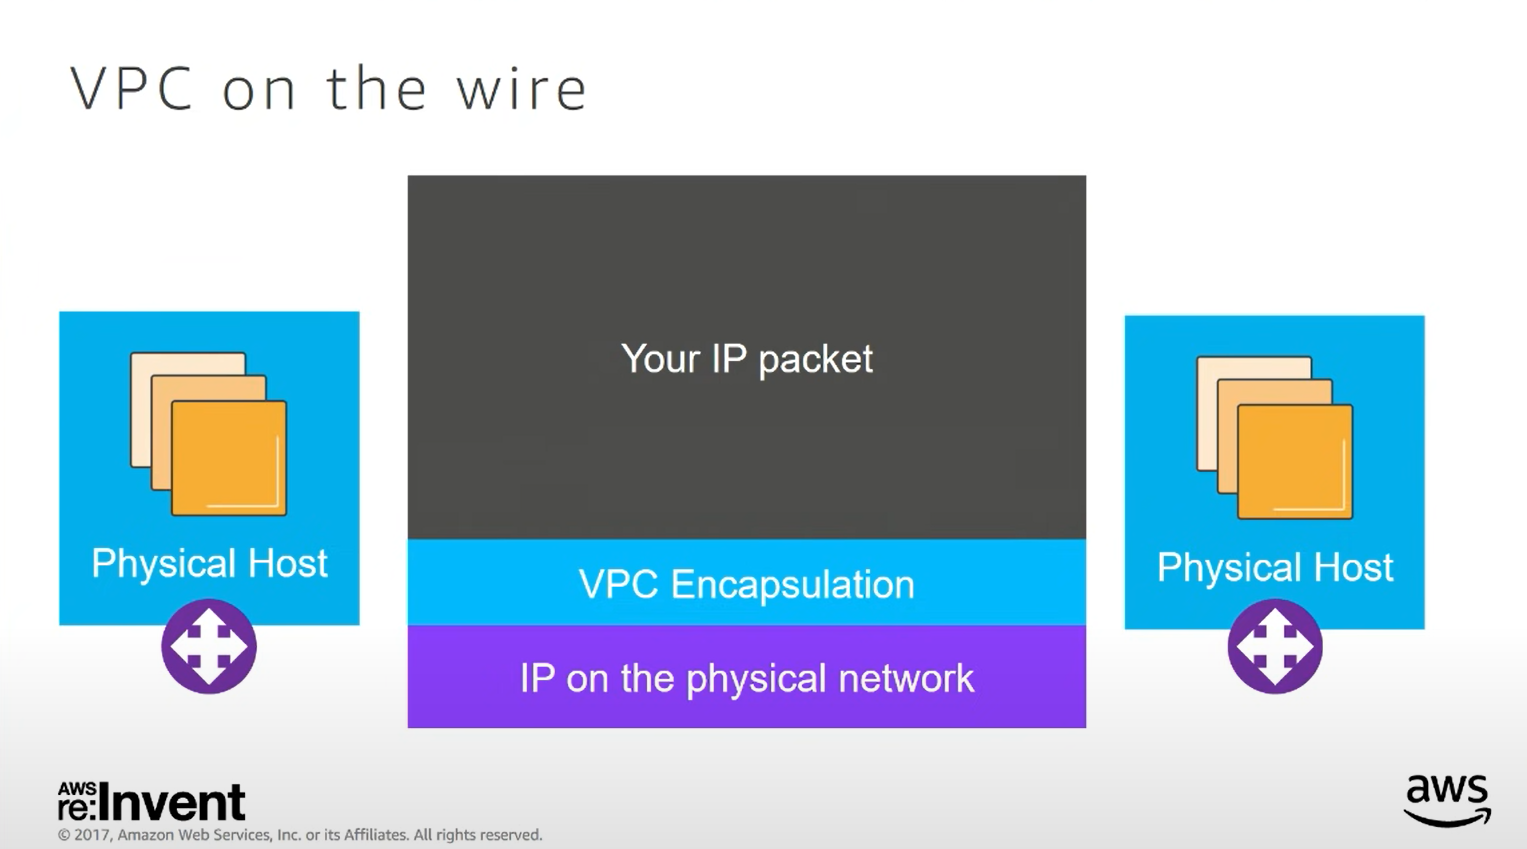 VPC on the wire
Your IP packet
Physical Host
VPC Encapsulation
Physical Host
IP on the physical network
AWS
re:Invent
© 2017, Amazon Web Services, Inc. or its Affiliates. All rights reserved.
aws